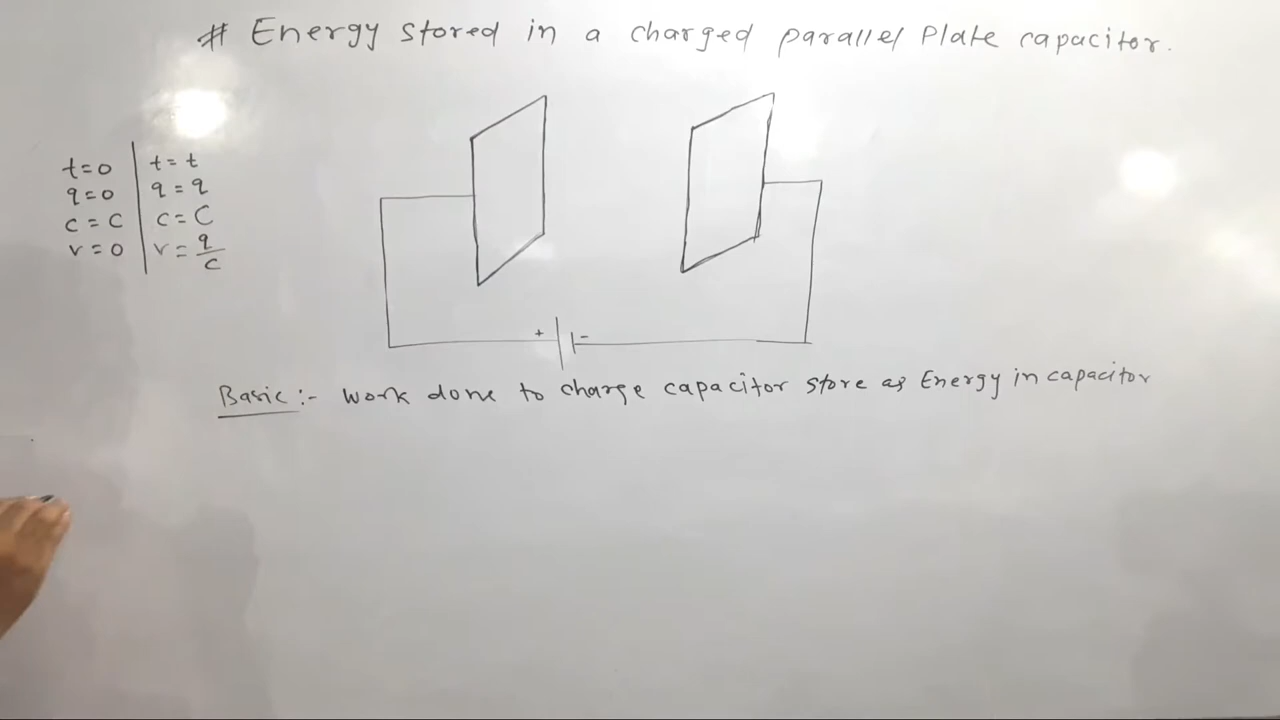 # Energy stored in a charged parallel Plate capacitor.
t=0 | t= t
q=0 | q = q
c = C | c= C
v=0 | v= q/c
+ -
Basic :- Work done to charge capacitor store as Energy in capacitor